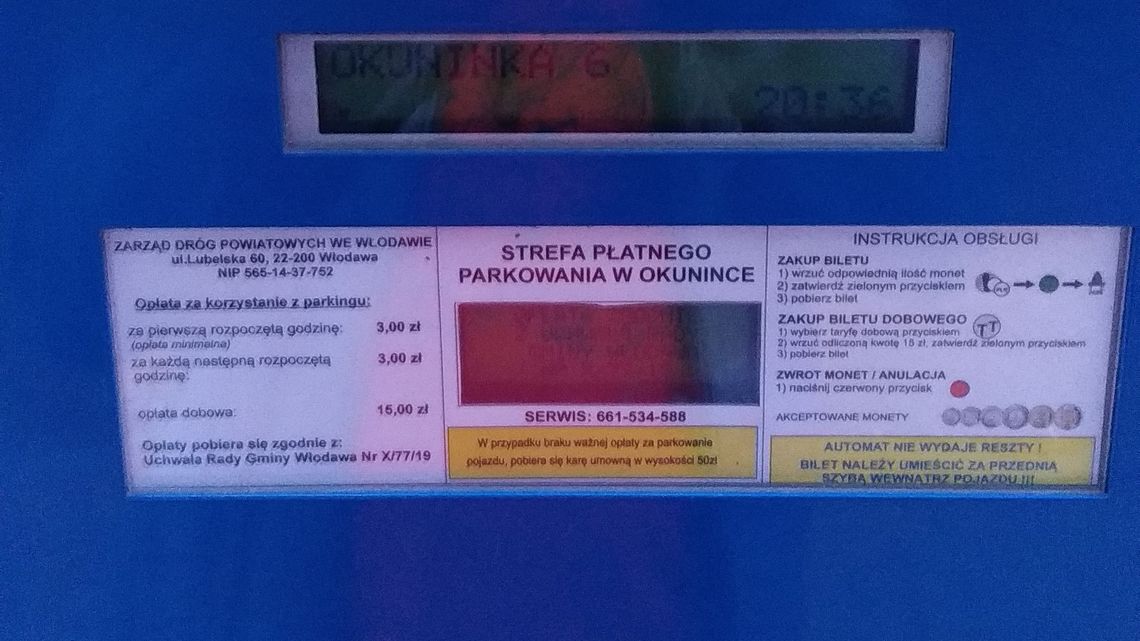 OKUNINKA 6
20:36
ZARZĄD DRÓG POWIATOWYCH WE WŁODAWIE
ul.Lubelska 60, 22-200 Włodawa
NIP 565-14-37-752
Opłata za korzystanie z parkingu:
za pierwszą rozpoczętą godzinę: 3,00 zł
(opłata minimalna)
za każdą następną rozpoczętą 3,00 zł
godzinę:
opłata dobowa: 15,00 zł
Opłaty pobiera się zgodnie z:
Uchwała Rady Gminy Włodawa Nr X/77/19
STREFA PŁATNEGO
PARKOWANIA W OKUNINCE
SERWIS: 661-534-588
W przypadku braku ważnej opłaty za parkowanie
pojazdu, pobiera się karę umowną w wysokości 50zł
INSTRUKCJA OBSŁUGI
ZAKUP BILETU
1) wrzuć odpowiednią ilość monet
2) zatwierdź zielonym przyciskiem
3) pobierz bilet
ZAKUP BILETU DOBOWEGO TT
1) wybierz taryfę dobową przyciskiem
2) wrzuć odliczoną kwotę 15 zł, zatwierdź zielonym przyciskiem
3) pobierz bilet
ZWROT MONET / ANULACJA
1) naciśnij czerwony przycisk
AKCEPTOWANE MONETY
AUTOMAT NIE WYDAJE RESZTY !
BILET NALEŻY UMIEŚCIĆ ZA PRZEDNIĄ
SZYBĄ WEWNĄTRZ POJAZDU !!!